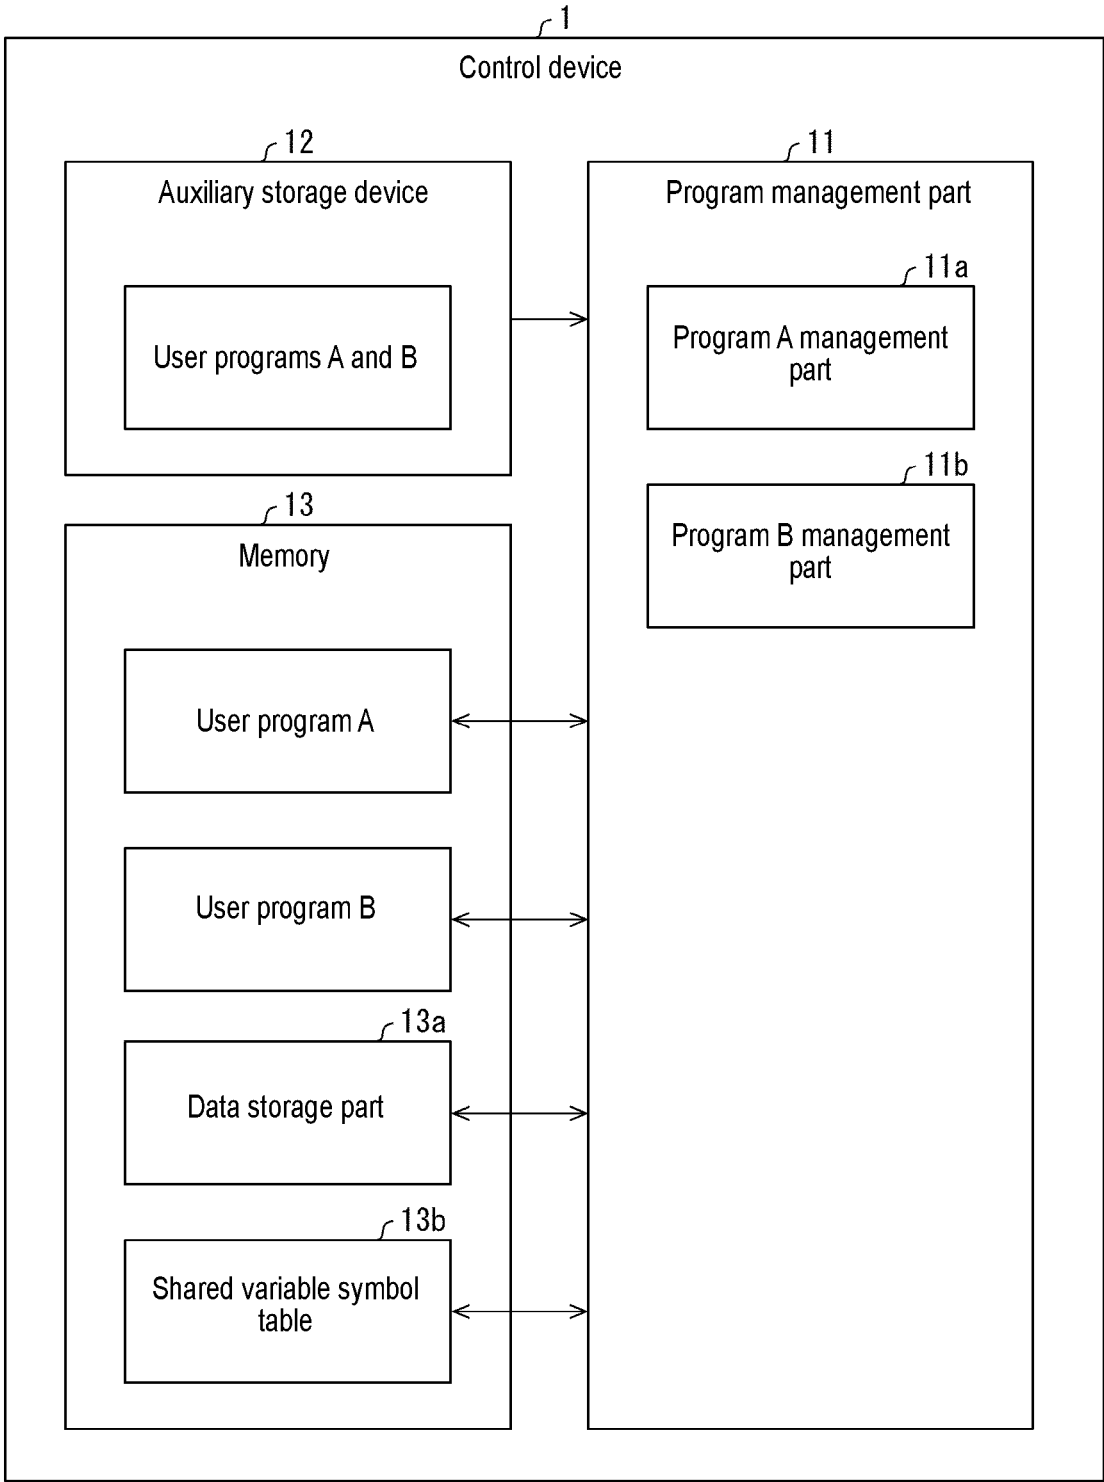 1
Control device
12
Auxiliary storage device
User programs A and B
13
Memory
User program A
User program B
13a
Data storage part
13b
Shared variable symbol
table
11
Program management part
11a
Program A management
part
11b
Program B management
part